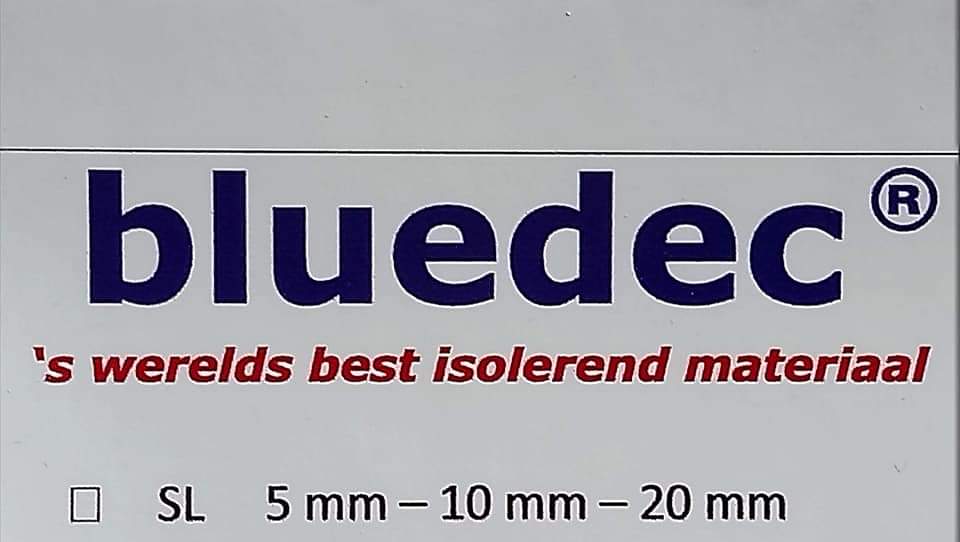 bluedec®
‘s werelds best isolerend materiaal
☐ SL 5 mm – 10 mm – 20 mm